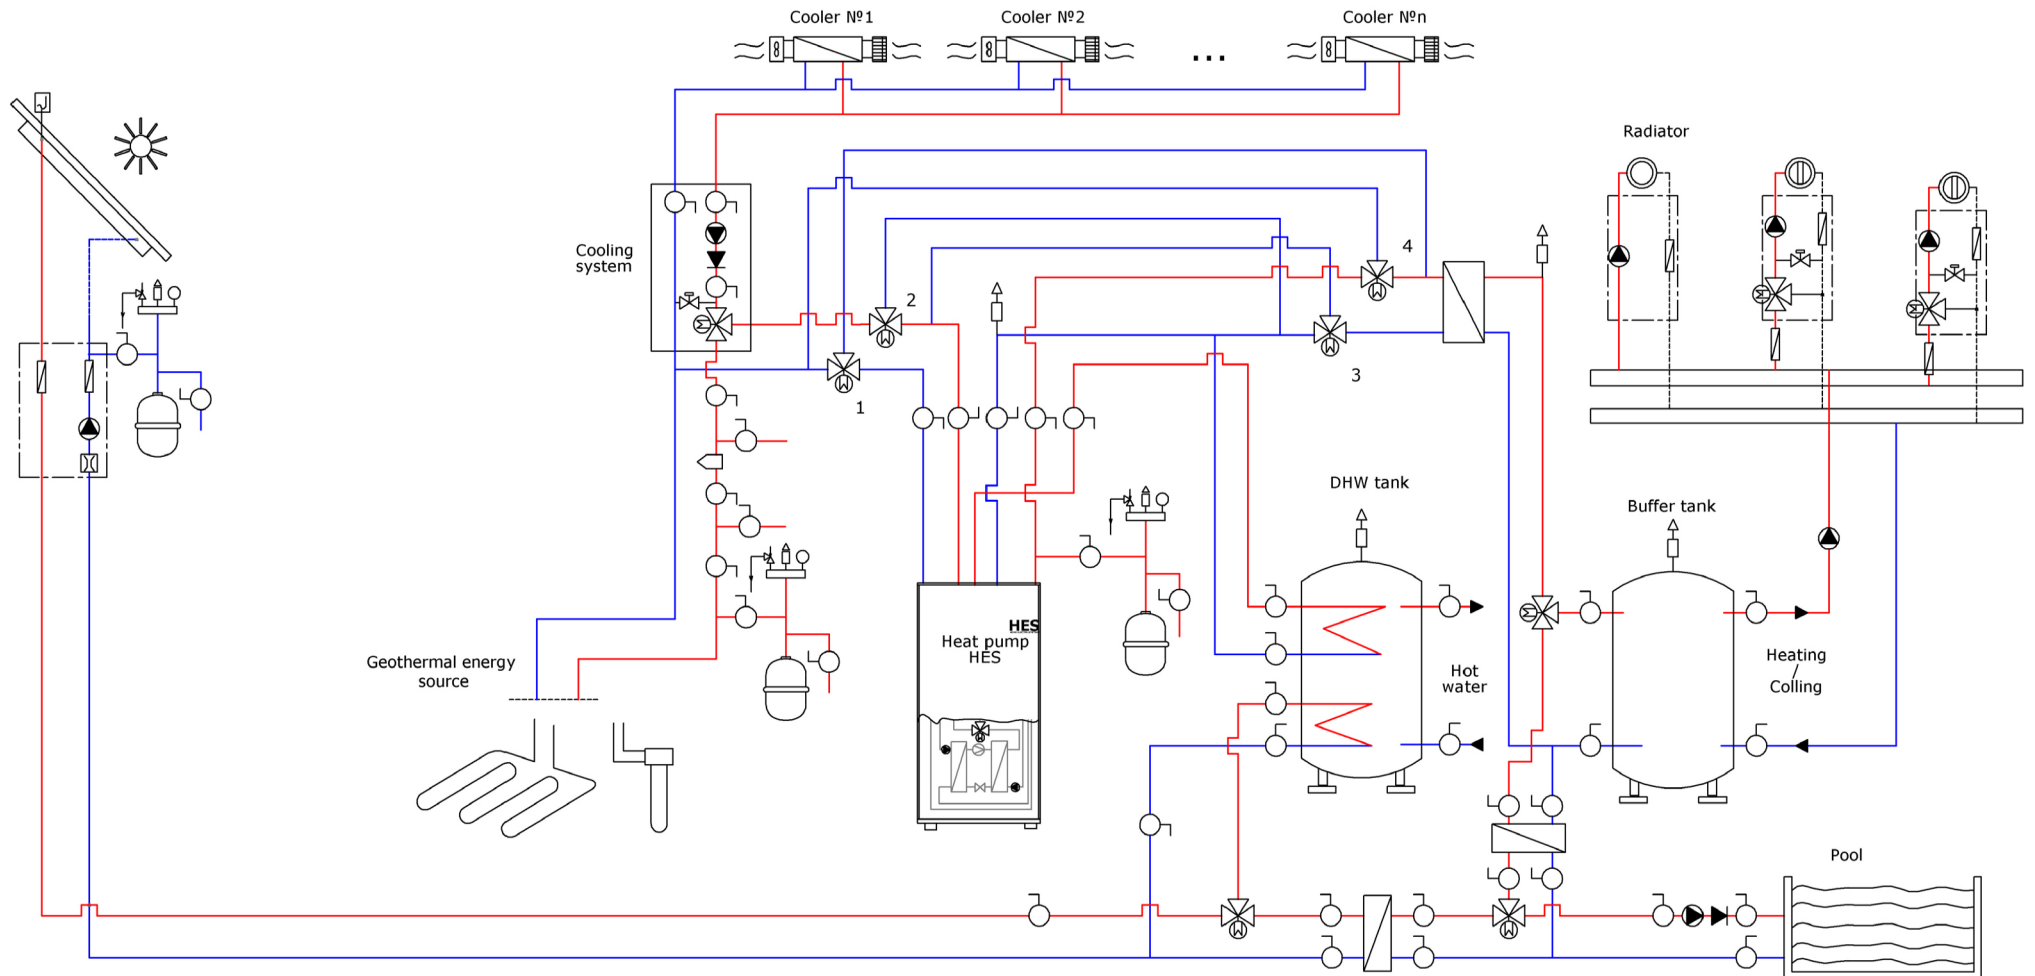 Cooler №1
Cooler №2
Cooler №n
...
Radiator
Cooling
system
4
2
3
1
DHW tank
Buffer tank
HES
Heat pump
HES
Geothermal energy
source
Hot
water
Heating
/
Colling
Pool